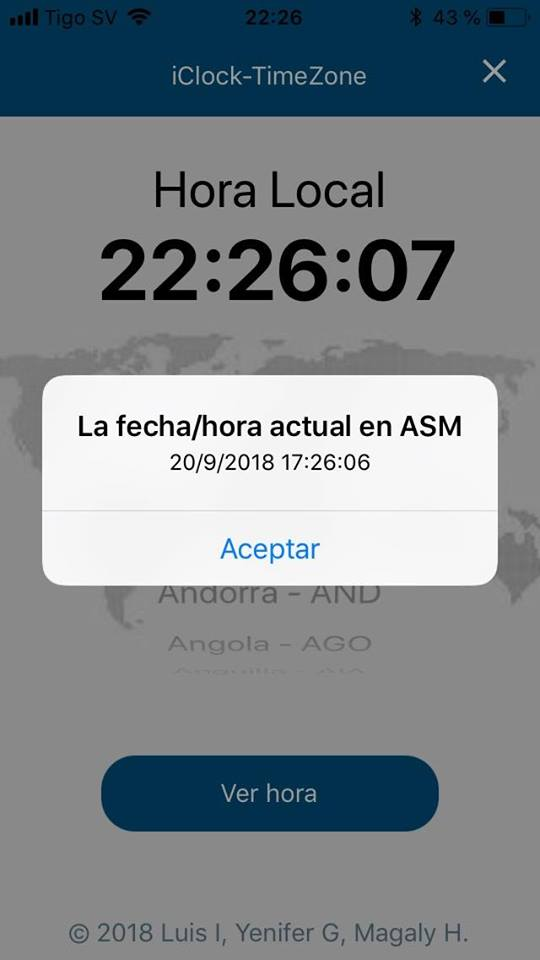 Tigo SV 22:26 43 %
iClock-TimeZone
Hora Local
22:26:07
La fecha/hora actual en ASM
20/9/2018 17:26:06
Aceptar
Andorra - AND
Angola - AGO
Ver hora
© 2018 Luis I, Yenifer G, Magaly H.